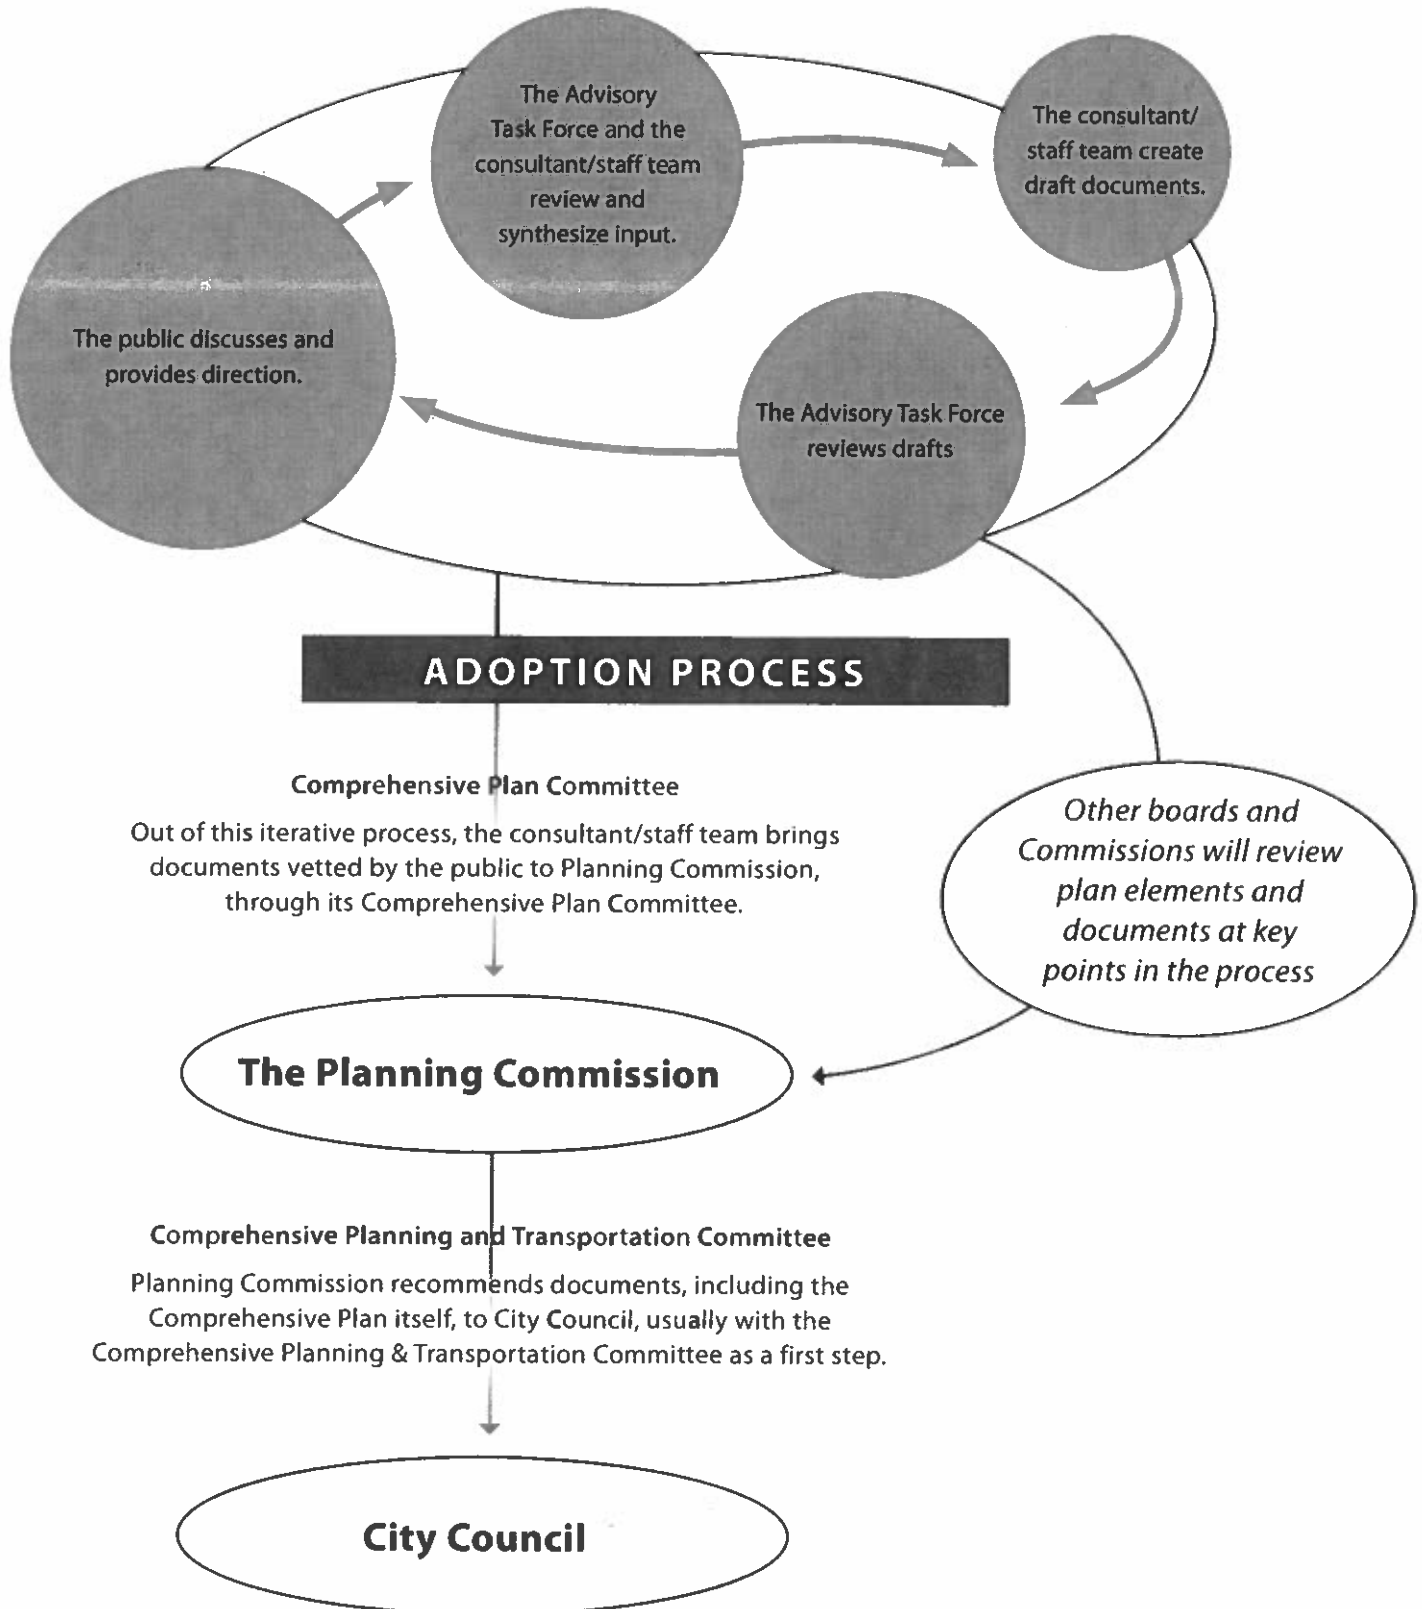 The Advisory
Task Force and the
consultant/staff team
review and
synthesize input.
The consultant/
staff team create
draft documents.
The public discusses and
provides direction.
The Advisory Task Force
reviews drafts
ADOPTION PROCESS
Comprehensive Plan Committee
Out of this iterative process, the consultant/staff team brings
documents vetted by the public to Planning Commission,
through its Comprehensive Plan Committee.
Other boards and
Commissions will review
plan elements and
documents at key
points in the process
The Planning Commission
Comprehensive Planning and Transportation Committee
Planning Commission recommends documents, including the
Comprehensive Plan itself, to City Council, usually with the
Comprehensive Planning & Transportation Committee as a first step.
City Council